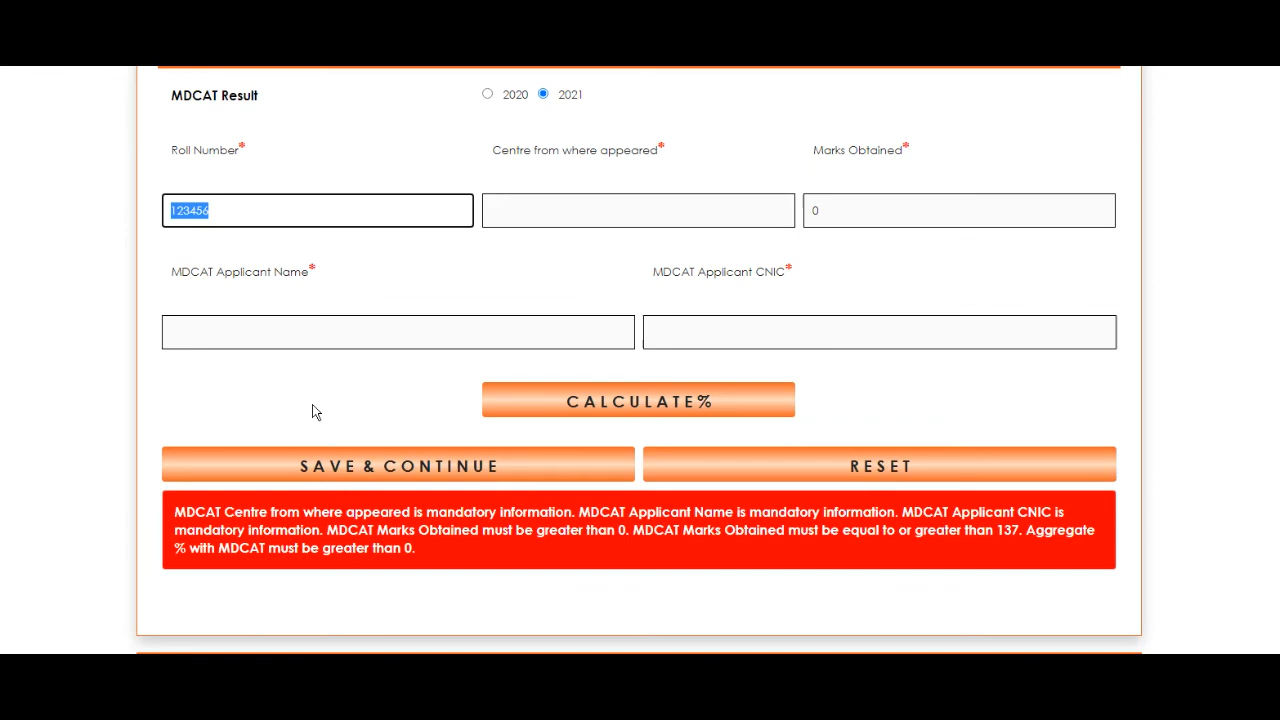 MDCAT Result
2020
2021
Roll Number*
Centre from where appeared*
Marks Obtained*
123456
0
MDCAT Applicant Name*
MDCAT Applicant CNIC*
CALCULATE%
SAVE & CONTINUE
RESET
MDCAT Centre from where appeared is mandatory information. MDCAT Applicant Name is mandatory information. MDCAT Applicant CNIC is
mandatory information. MDCAT Marks Obtained must be greater than 0. MDCAT Marks Obtained must be equal to or greater than 137. Aggregate
% with MDCAT must be greater than 0.